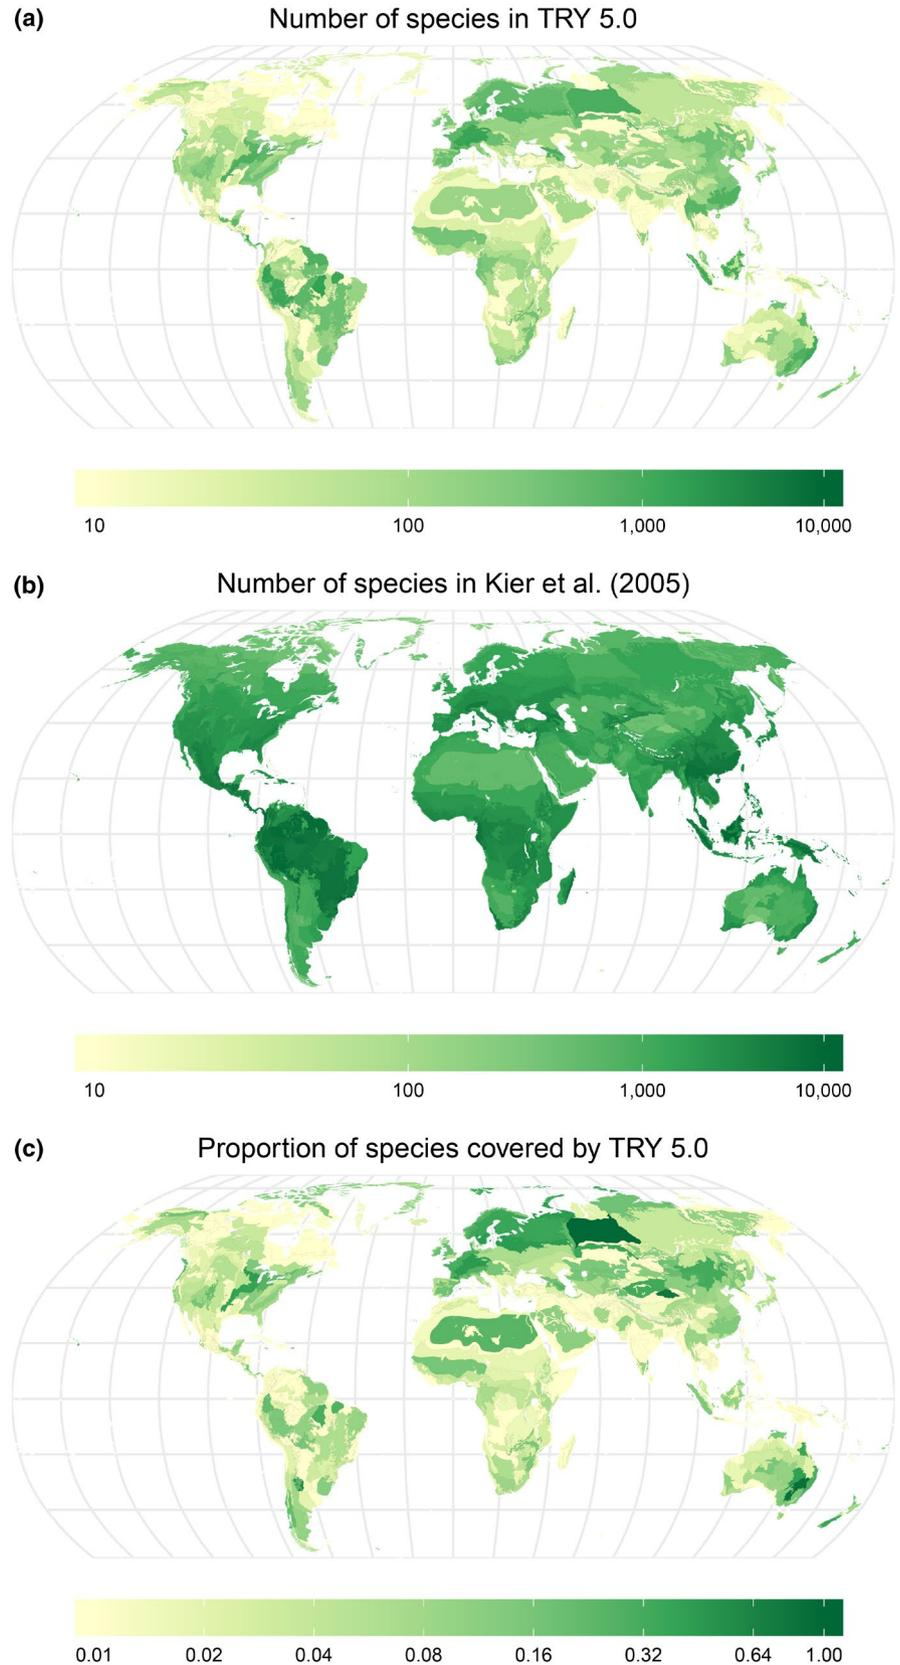 (a) Number of species in TRY 5.0
10 100 1,000 10,000
(b) Number of species in Kier et al. (2005)
10 100 1,000 10,000
(c) Proportion of species covered by TRY 5.0
0.01 0.02 0.04 0.08 0.16 0.32 0.64 1.00